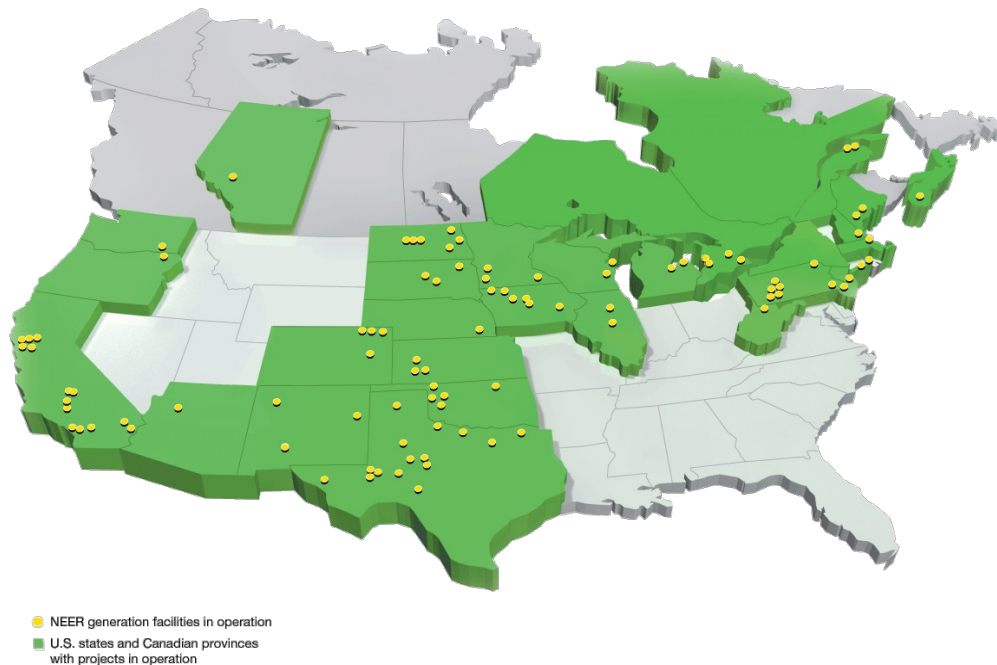 NEER generation facilities in operation
U.S. states and Canadian provinces
with projects in operation